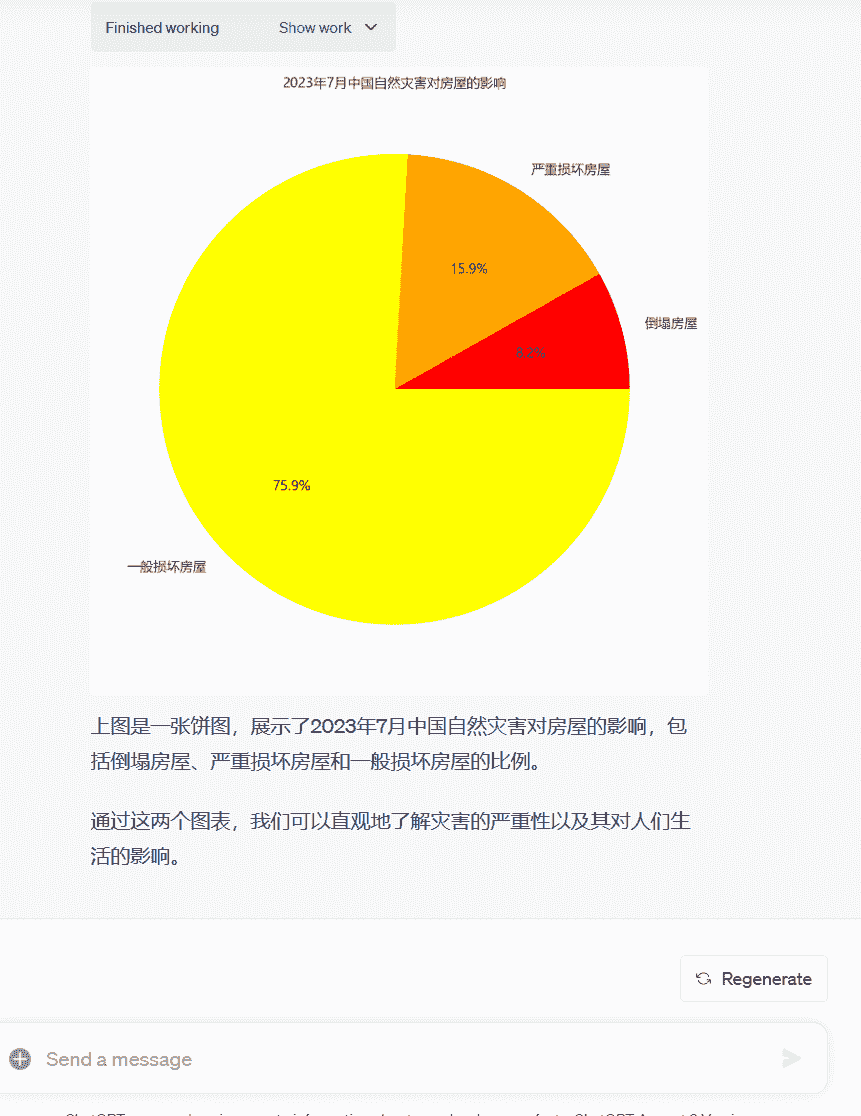 Finished working
Show work
2023年7月中国自然灾害对房屋的影响
严重损坏房屋
15.9%
倒塌房屋
8.2%
75.9%
一般损坏房屋
上图是一张饼图，展示了2023年7月中国自然灾害对房屋的影响，包
括倒塌房屋、严重损坏房屋和一般损坏房屋的比例。
通过这两个图表，我们可以直观地了解灾害的严重性以及其对人们生
活的影响。
Regenerate
Send a message